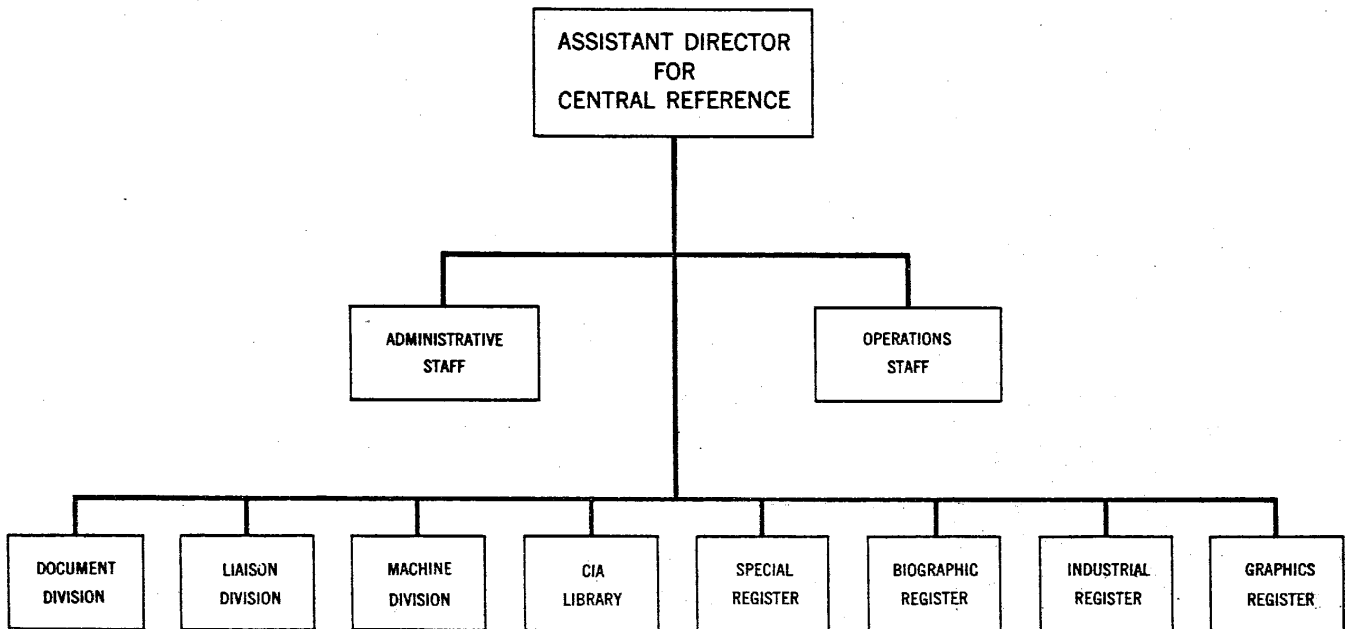 ASSISTANT DIRECTOR
FOR
CENTRAL REFERENCE
ADMINISTRATIVE
STAFF
OPERATIONS
STAFF
DOCUMENT
DIVISION
LIAISON
DIVISION
MACHINE
DIVISION
CIA
LIBRARY
SPECIAL
REGISTER
BIOGRAPHIC
REGISTER
INDUSTRIAL
REGISTER
GRAPHICS
REGISTER